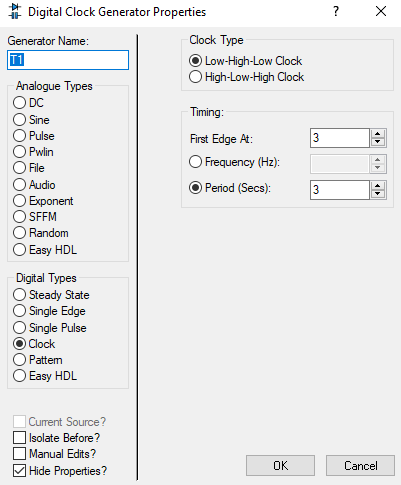 Digital Clock Generator Properties ?
Generator Name:
T1
Analogue Types
DC
Sine
Pulse
Pwlin
File
Audio
Exponent
SFFM
Random
Easy HDL
Digital Types
Steady State
Single Edge
Single Pulse
Clock
Pattern
Easy HDL
Current Source?
Isolate Before?
Manual Edits?
Hide Properties?
Clock Type
Low-High-Low Clock
High-Low-High Clock
Timing:
First Edge At: 3
Frequency (Hz):
Period (Secs): 3
OK Cancel